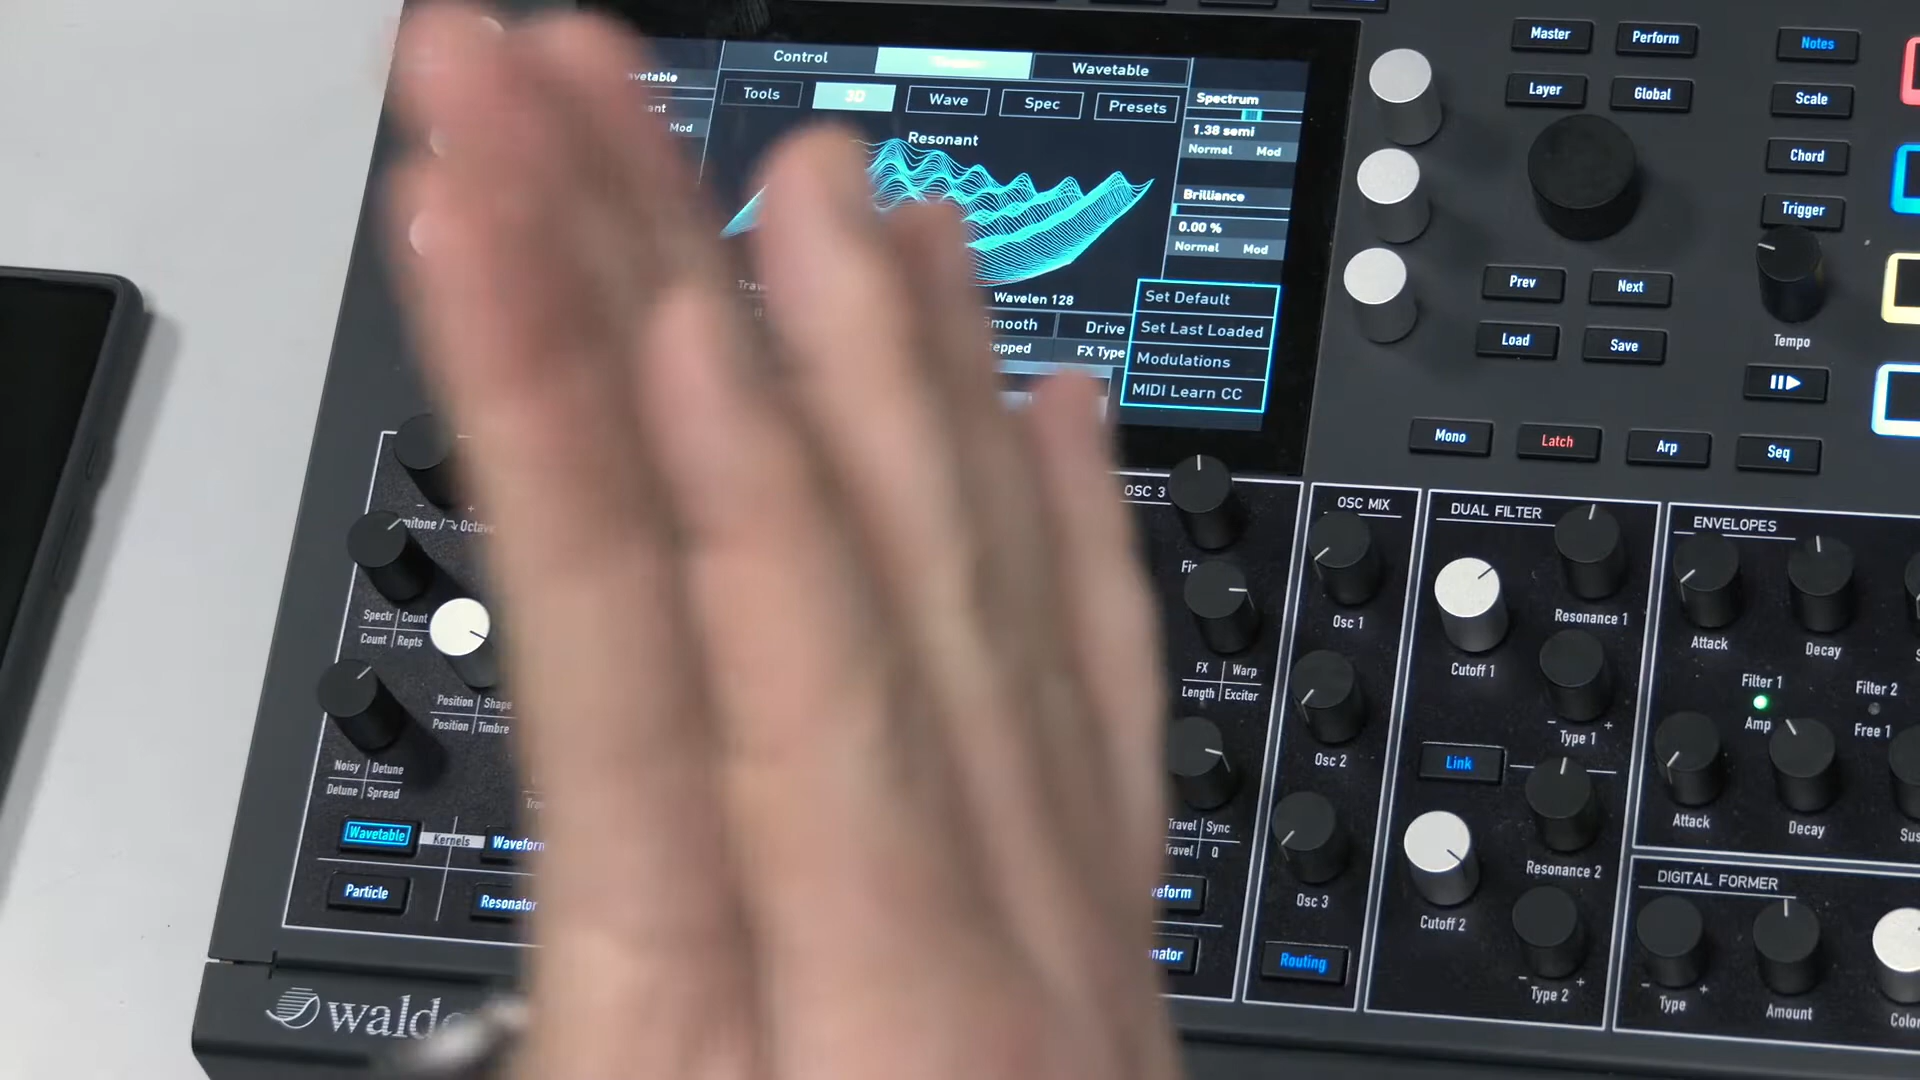 Control
Wavetable
Tools
3D
Wave
Spec
Presets
Resonant
Mod
Wavelen 128
Drive
FX Type
Spectrum
1.38 semi
Normal Mod
Brilliance
0.00 %
Normal Mod
Set Default
Set Last Loaded
Modulations
MIDI Learn CC
Master
Perform
Layer
Global
Prev
Next
Load
Save
Notes
Scale
Chord
Trigger
Tempo
Mono
Latch
Arp
Seq
Spectr Count
Count Repts
Position Shape
Position Timbre
Noisy Detune
Detune Spread
Wavetable
Kernels
Particle
OSC 3
FX Warp
Length Exciter
Travel Sync
Travel Q
OSC MIX
Osc 1
Osc 2
Osc 3
Routing
DUAL FILTER
Resonance 1
Cutoff 1
- +
Type 1
Link
Resonance 2
Cutoff 2
- +
Type 2
ENVELOPES
Attack
Decay
Filter 1
Filter 2
Amp
Free 1
Attack
Decay
DIGITAL FORMER
- +
Type
Amount